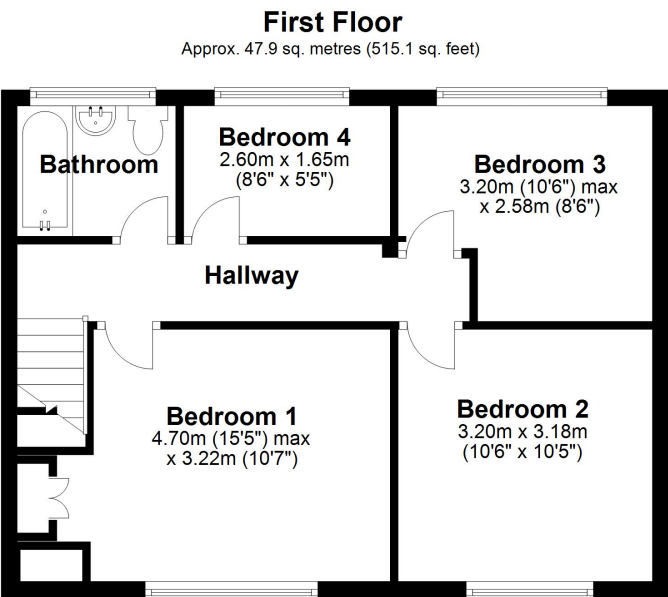 First Floor
Approx. 47.9 sq. metres (515.1 sq. feet)
Bathroom
Bedroom 4
2.60m x 1.65m
(8'6" x 5'5")
Bedroom 3
3.20m (10'6") max
x 2.58m (8'6")
Hallway
Bedroom 1
4.70m (15'5") max
x 3.22m (10'7")
Bedroom 2
3.20m x 3.18m
(10'6" x 10'5")